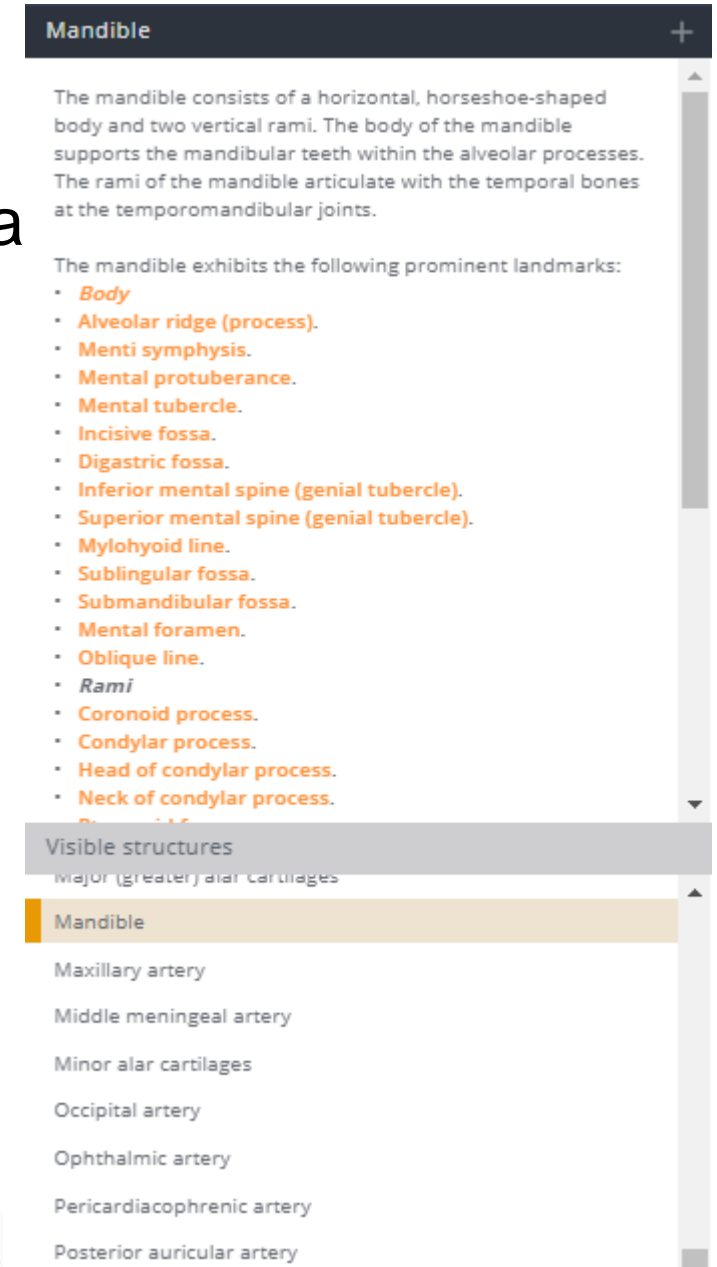 Mandible +
The mandible consists of a horizontal, horseshoe-shaped
body and two vertical rami. The body of the mandible
supports the mandibular teeth within the alveolar processes.
The rami of the mandible articulate with the temporal bones
a
at the temporomandibular joints.
The mandible exhibits the following prominent landmarks:
• Body
• Alveolar ridge (process).
• Menti symphysis.
• Mental protuberance.
• Mental tubercle.
• Incisive fossa.
• Digastric fossa.
• Inferior mental spine (genial tubercle).
• Superior mental spine (genial tubercle).
• Mylohyoid line.
• Sublingular fossa.
• Submandibular fossa.
• Mental foramen.
• Oblique line.
• Rami
• Coronoid process.
• Condylar process.
• Head of condylar process.
• Neck of condylar process.
Visible structures
Major (greater) alar cartilages
Mandible
Maxillary artery
Middle meningeal artery
Minor alar cartilages
Occipital artery
Ophthalmic artery
Pericardiacophrenic artery
Posterior auricular artery